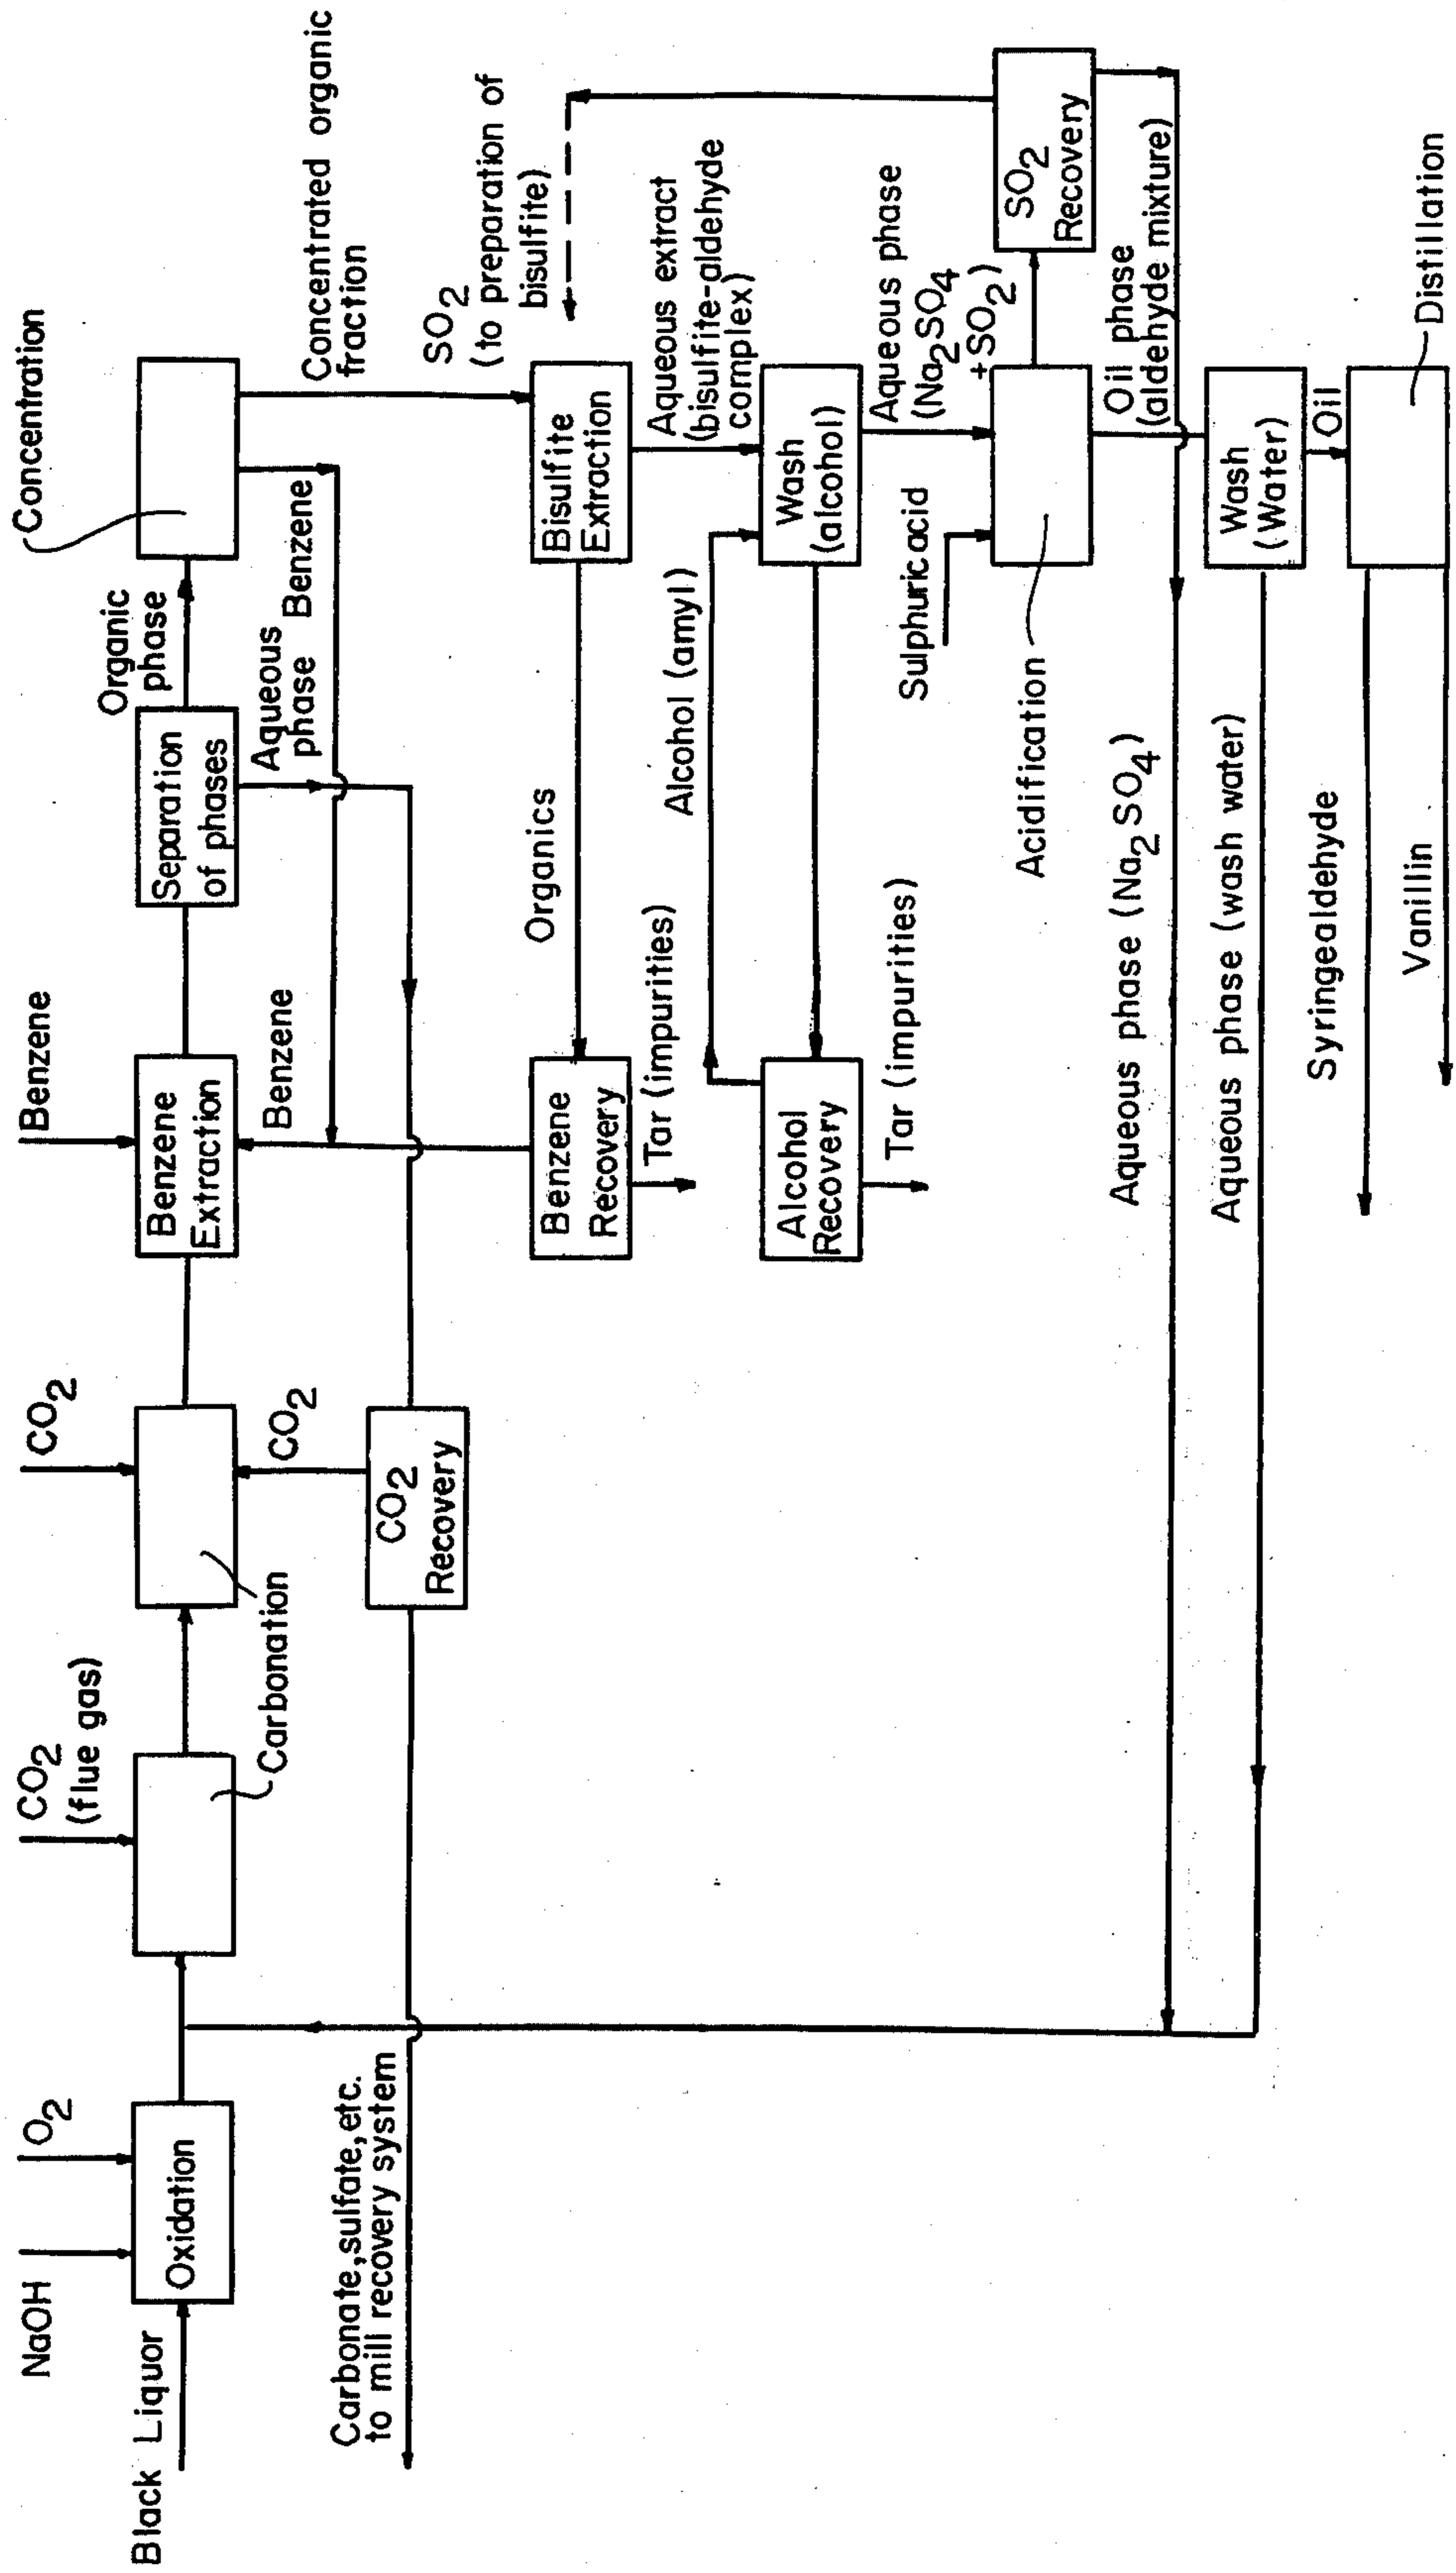 Black Liquor
NaOH
O2
Oxidation
CO2
(flue gas)
Carbonation
CO2
CO2
CO2
Recovery
Carbonate,sulfate,etc.
to mill recovery system
Benzene
Benzene
Extraction
Benzene
Separation
of phases
Organic
phase
Aqueous
phase
Benzene
Concentration
Concentrated organic
fraction
SO2
(to preparation of
bisulfite)
Bisulfite
Extraction
Organics
Benzene
Recovery
Tar (impurities)
Aqueous extract
(bisulfite-aldehyde
complex)
Wash
(alcohol)
Alcohol (amyl)
Alcohol
Recovery
Tar (impurities)
Aqueous phase
(Na2SO4
+SO2)
Sulphuric acid
Acidification
SO2
Recovery
Oil phase
(aldehyde mixture)
Aqueous phase (Na2SO4)
Wash
(Water)
Aqueous phase (wash water)
Oil
Distillation
Syringealdehyde
Vanillin